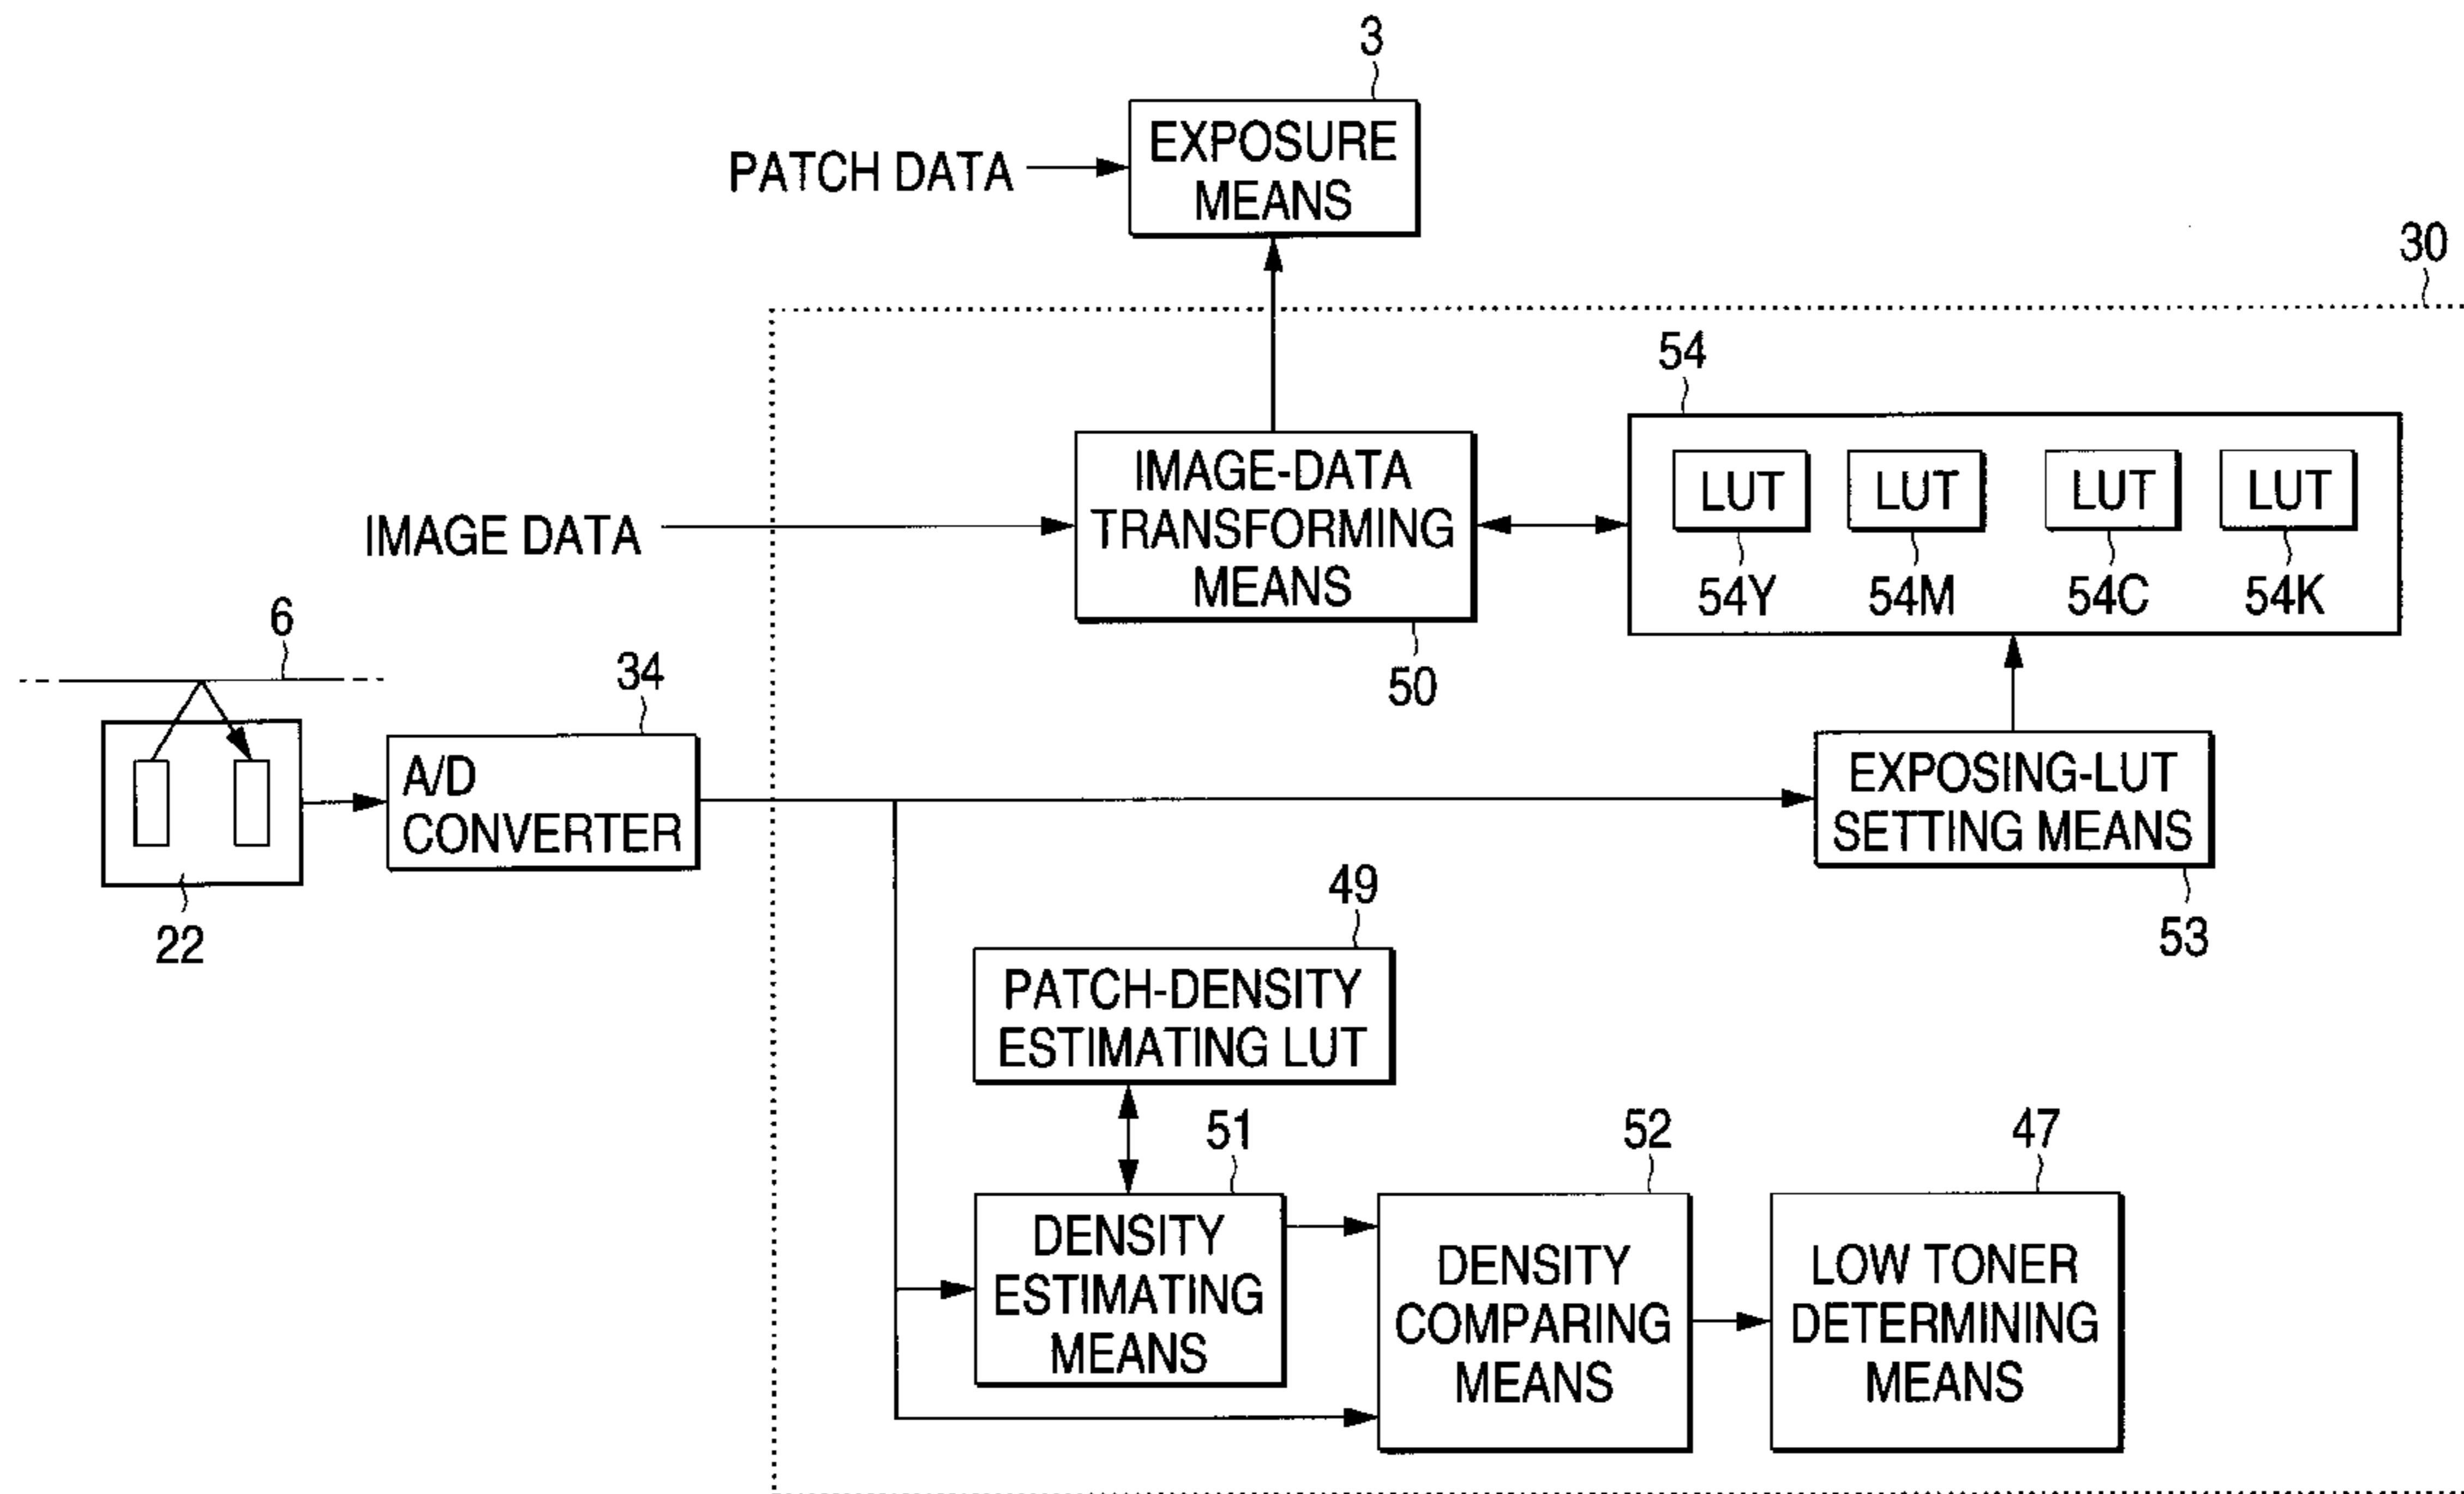 3
EXPOSURE
MEANS
PATCH DATA
30
54
IMAGE-DATA
TRANSFORMING
MEANS
LUT LUT LUT LUT
54Y 54M 54C 54K
IMAGE DATA
50
6
34
A/D
CONVERTER
22
EXPOSING-LUT
SETTING MEANS
53
49
PATCH-DENSITY
ESTIMATING LUT
51
52
47
DENSITY
ESTIMATING
MEANS
DENSITY
COMPARING
MEANS
LOW TONER
DETERMINING
MEANS